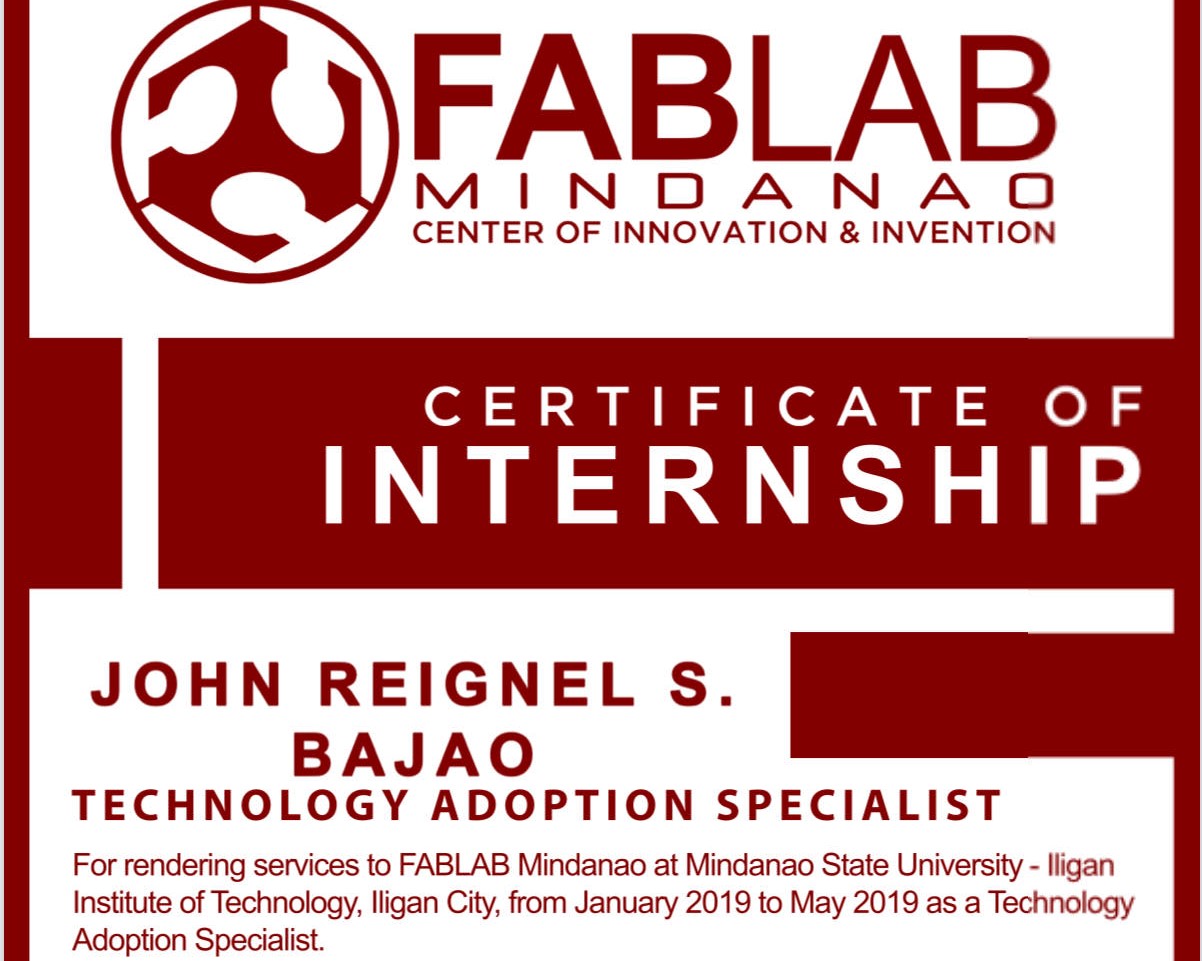 FABLAB
MINDANAO
CENTER OF INNOVATION & INVENTION
CERTIFICATE OF
INTERNSHIP
JOHN REIGNEL S.
BAJAO
TECHNOLOGY ADOPTION SPECIALIST
For rendering services to FABLAB Mindanao at Mindanao State University - Iligan
Institute of Technology, Iligan City, from January 2019 to May 2019 as a Technology
Adoption Specialist.